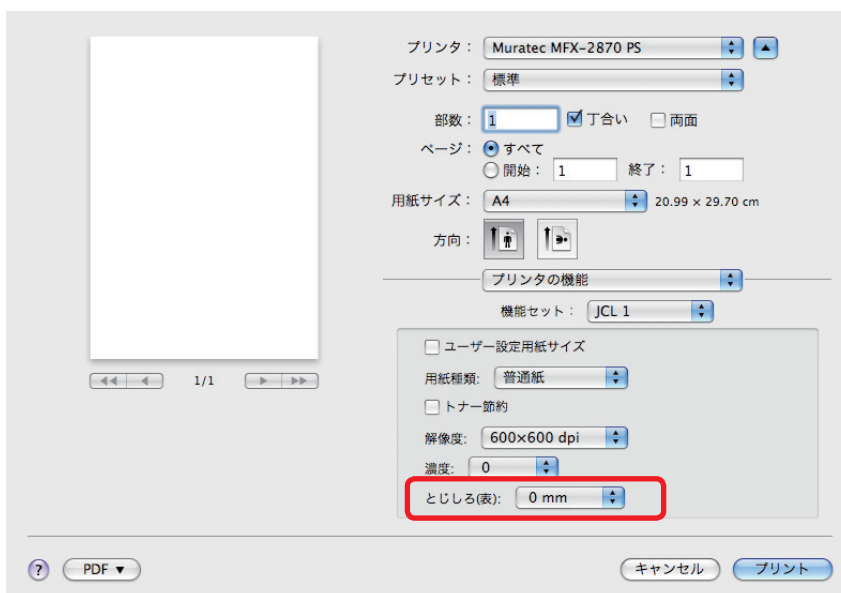 プリンタ： Muratec MFX-2870 PS
プリセット： 標準
部数： 1 丁合い 両面
ページ： すべて
開始： 1 終了： 1
用紙サイズ： A4 20.99 × 29.70 cm
方向：
プリンタの機能
機能セット： JCL 1
ユーザー設定用紙サイズ
用紙種類: 普通紙
トナー節約
解像度: 600×600 dpi
濃度: 0
とじしろ(表): 0 mm
1/1
? PDF ▼ キャンセル プリント